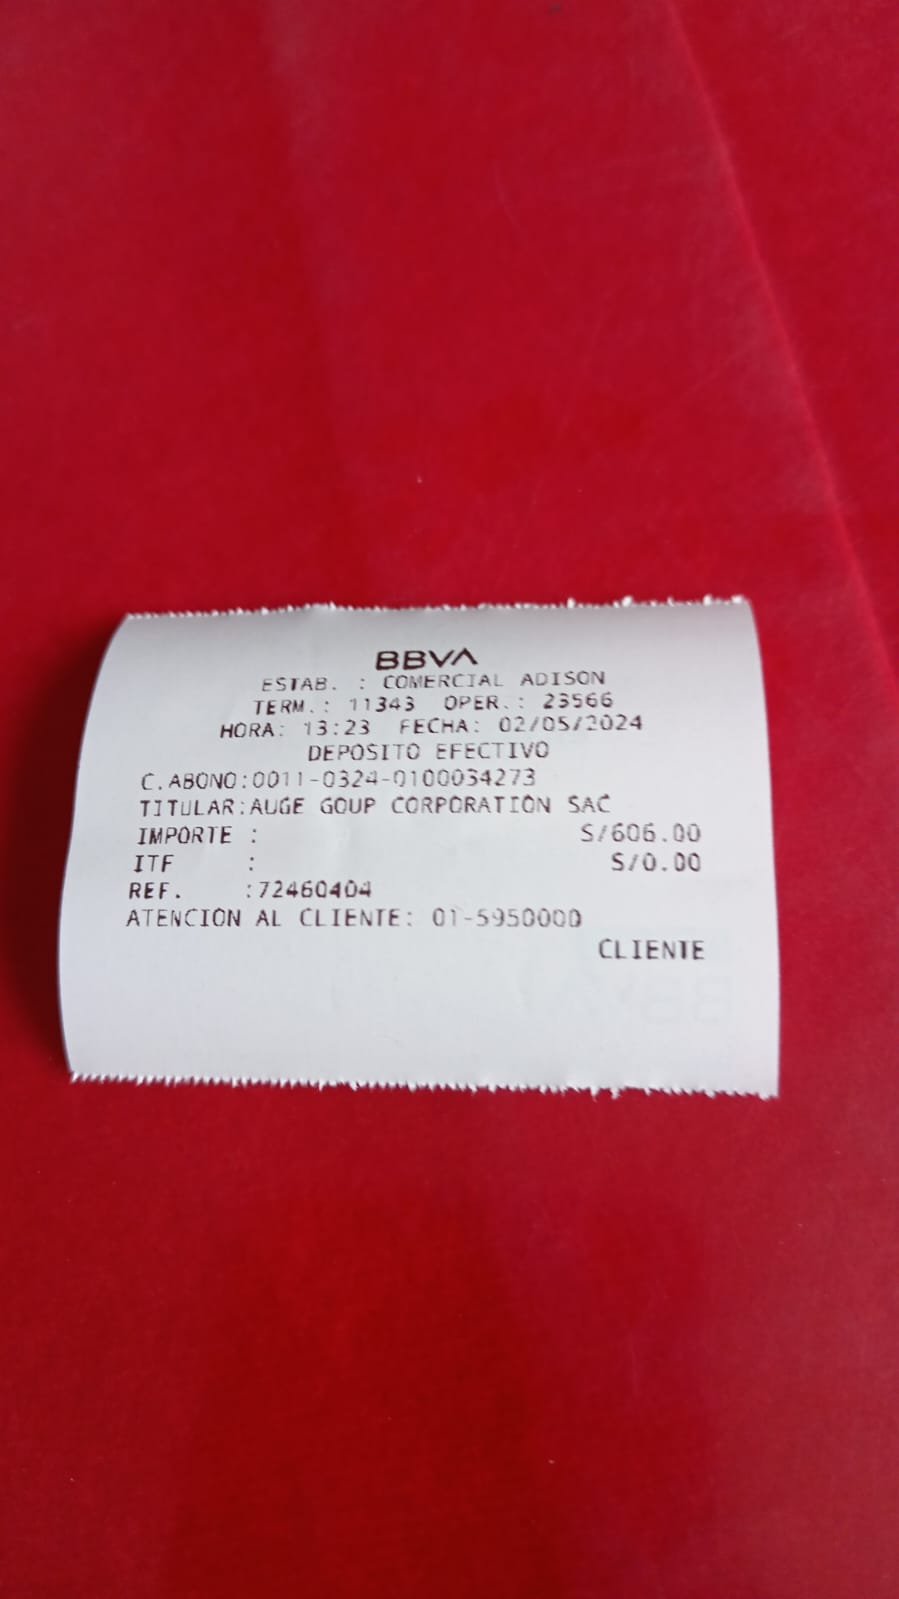 BBVA
ESTAB. : COMERCIAL ADISON
TERM.: 11343 OPER.: 23566
HORA: 13:23 FECHA: 02/05/2024
DEPOSITO EFECTIVO
C.ABONO:0011-0324-0100034273
TITULAR:AUGE GOUP CORPORATION SAC
IMPORTE : S/606.00
ITF : S/0.00
REF. :72460404
ATENCION AL CLIENTE: 01-5950000
CLIENTE